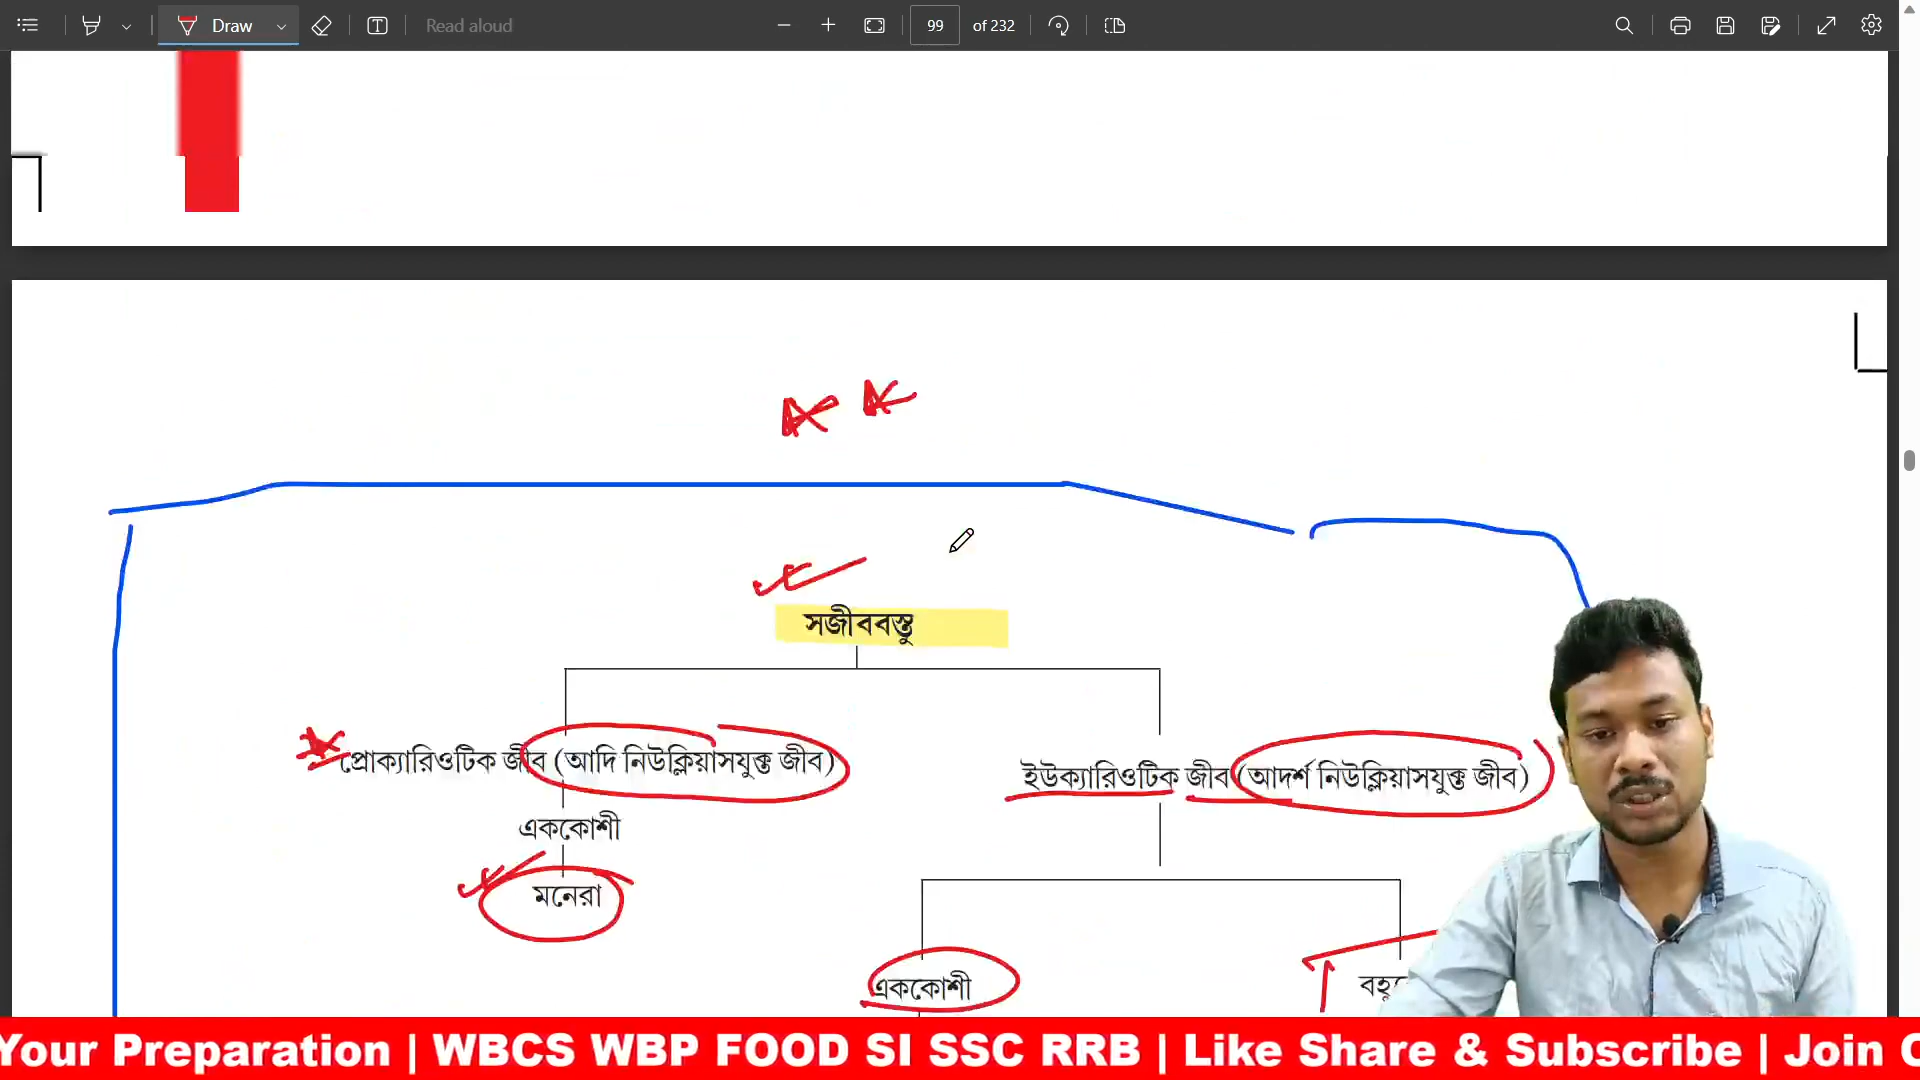 Draw
Read aloud
99 of 232
সজীববস্তু
প্রোক্যারিওটিক জীব (আদি নিউক্লিয়াসযুক্ত জীব)
ইউক্যারিওটিক জীব (আদর্শ নিউক্লিয়াসযুক্ত জীব)
এককোশী
মনেরা
এককোশী
Your Preparation | WBCS WBP FOOD SI SSC RRB | Like Share & Subscribe | Join